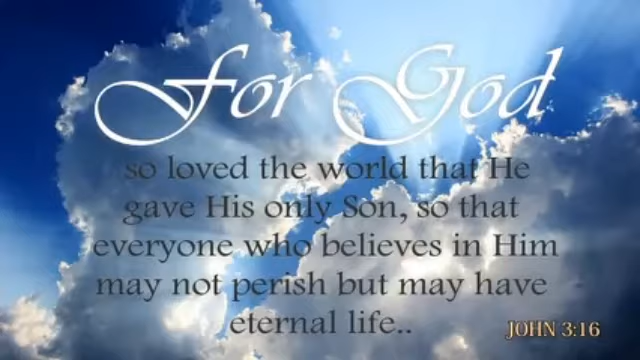 For God
so loved the world that He
gave His only Son, so that
everyone who believes in Him
may not perish but may have
eternal life..
JOHN 3:16